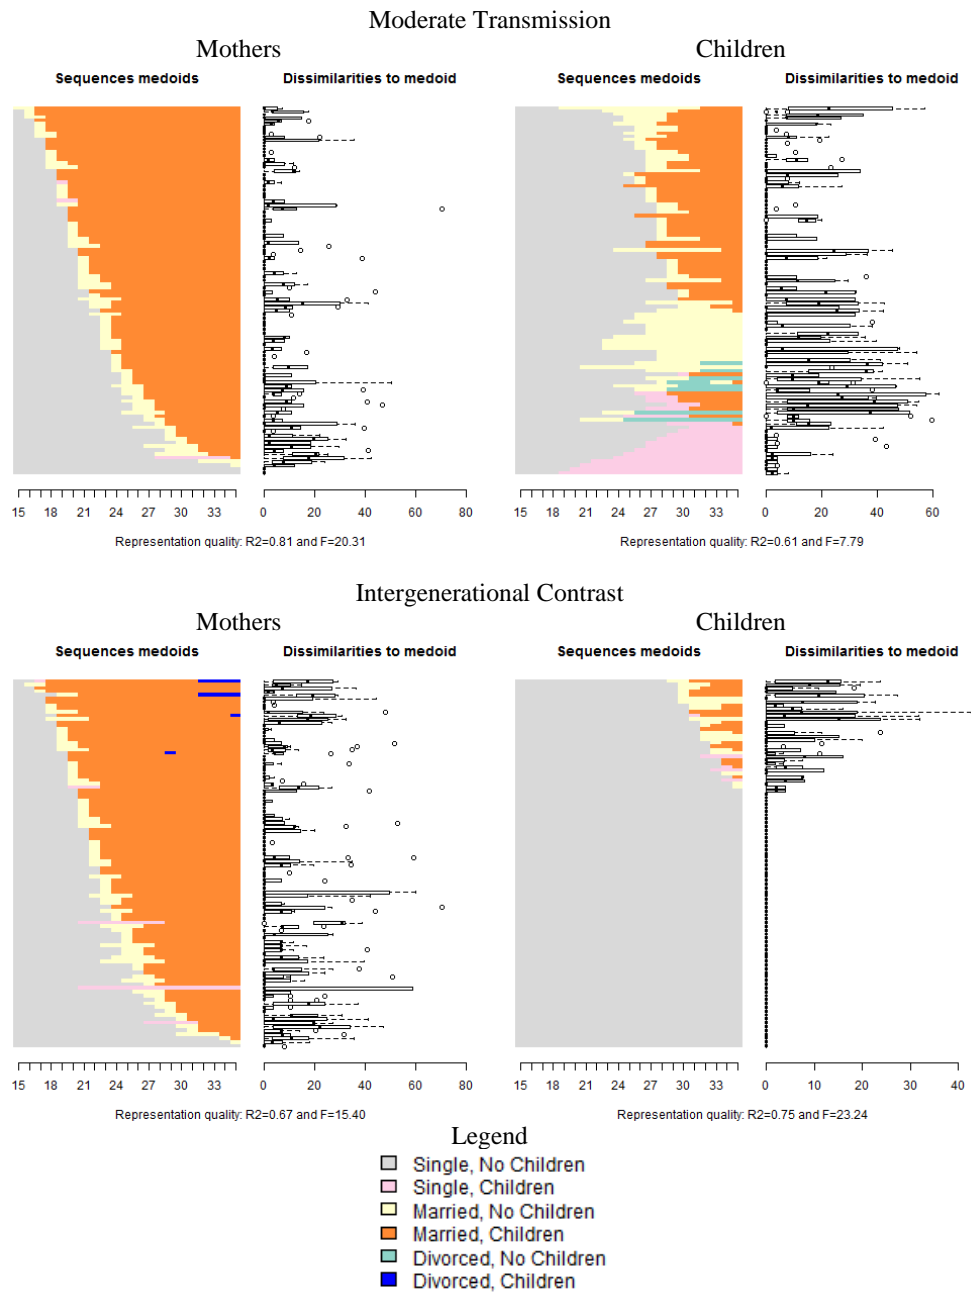 Moderate Transmission
Mothers Children
Sequences medoids Dissimilarities to medoid Sequences medoids Dissimilarities to medoid
15 18 21 24 27 30 33 0 20 40 60 80 15 18 21 24 27 30 33 0 20 40 60
Representation quality: R2=0.81 and F=20.31 Representation quality: R2=0.61 and F=7.79
Intergenerational Contrast
Mothers Children
Sequences medoids Dissimilarities to medoid Sequences medoids Dissimilarities to medoid
15 18 21 24 27 30 33 0 20 40 60 80 15 18 21 24 27 30 33 0 10 20 30 40
Representation quality: R2=0.67 and F=15.40 Representation quality: R2=0.75 and F=23.24
Legend
Single, No Children
Single, Children
Married, No Children
Married, Children
Divorced, No Children
Divorced, Children